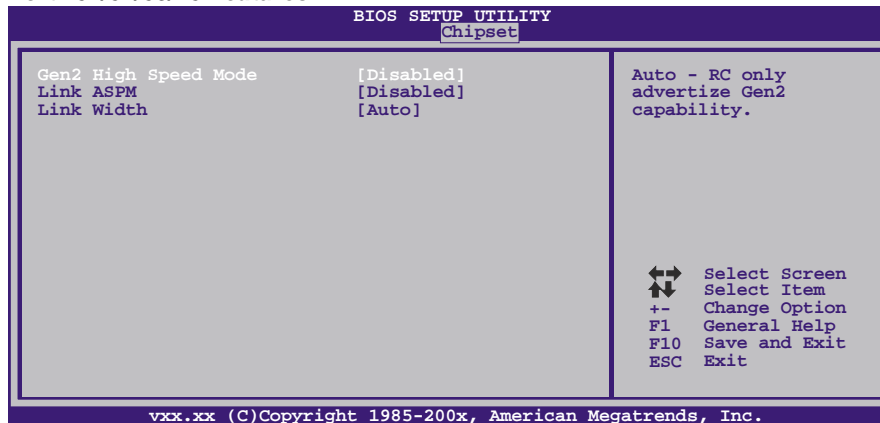 BIOS SETUP UTILITY
Chipset
Gen2 High Speed Mode [Disabled]
Link ASPM [Disabled]
Link Width [Auto]
Auto - RC only
advertize Gen2
capability.
Select Screen
Select Item
+- Change Option
F1 General Help
F10 Save and Exit
ESC Exit
vxx.xx (C)Copyright 1985-200x, American Megatrends, Inc.